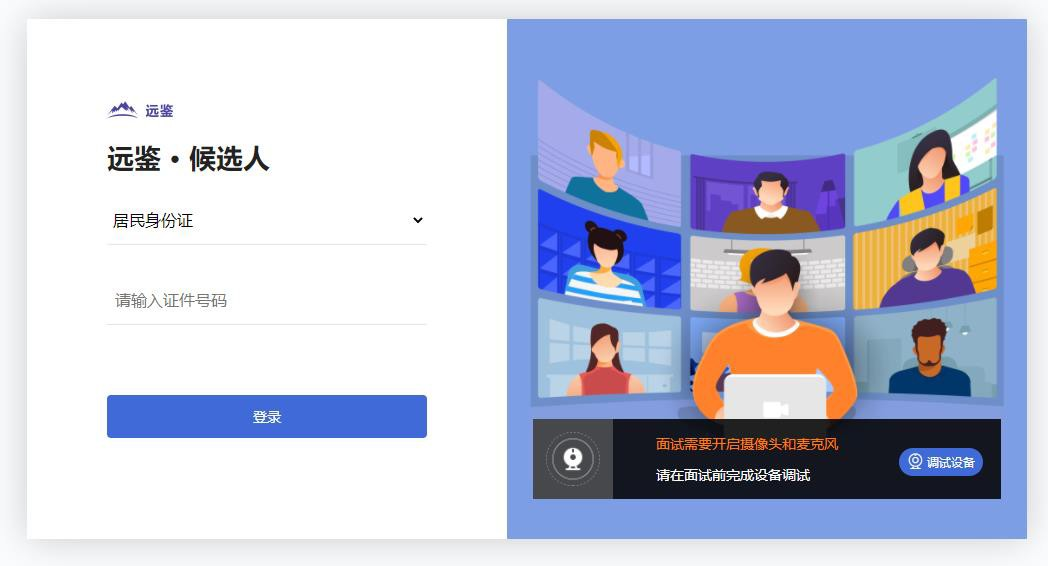 远鉴
远鉴·候选人
居民身份证
请输入证件号码
登录
面试需要开启摄像头和麦克风
请在面试前完成设备调试
调试设备